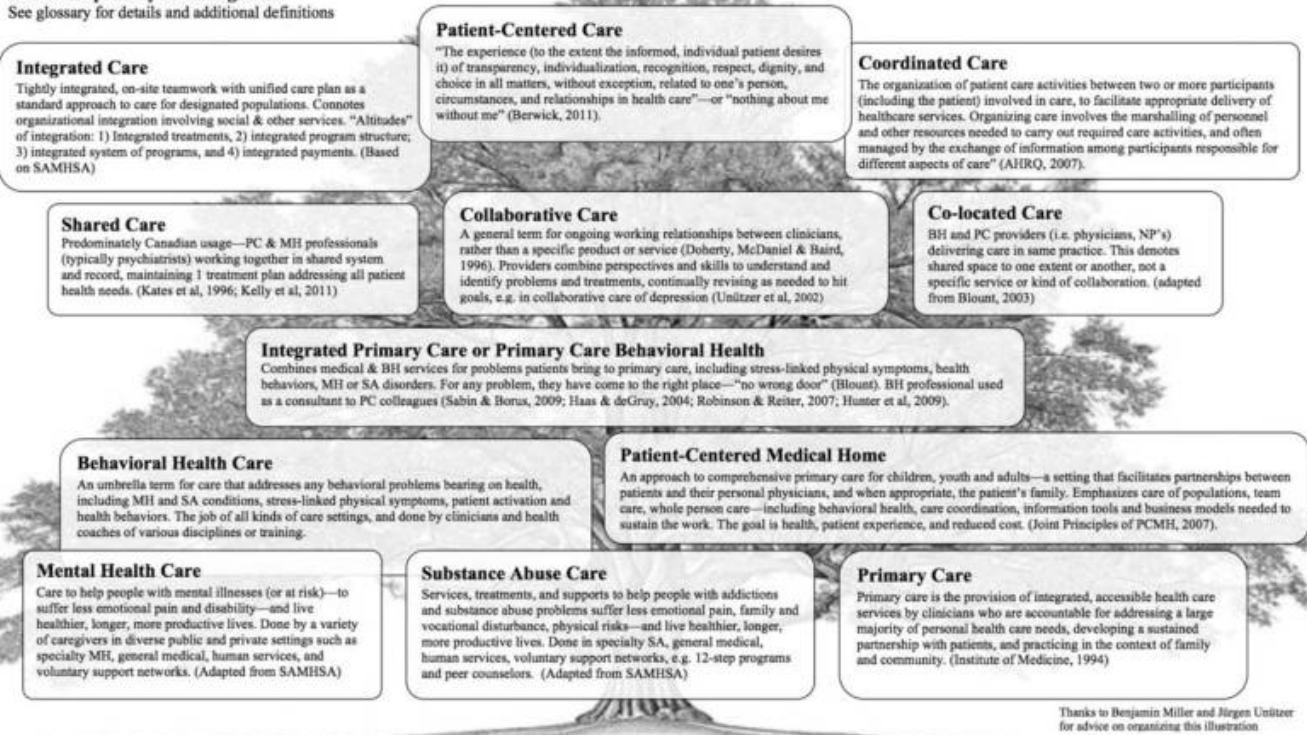 See glossary for details and additional definitions
Patient-Centered Care
"The experience (to the extent the informed, individual patient desires
it) of transparency, individualization, recognition, respect, dignity, and
choice in all matters, without exception, related to one's person,
circumstances, and relationships in health care"—or "nothing about me
without me" (Berwick, 2011).
Integrated Care
Tightly integrated, on-site teamwork with unified care plan as a
standard approach to care for designated populations. Connotes
organizational integration involving social & other services. "Altitudes"
of integration: 1) Integrated treatments, 2) integrated program structure;
3) integrated system of programs, and 4) integrated payments. (Based
on SAMHSA)
Coordinated Care
The organization of patient care activities between two or more participants
(including the patient) involved in care, to facilitate appropriate delivery of
healthcare services. Organizing care involves the marshalling of personnel
and other resources needed to carry out required care activities, and often
managed by the exchange of information among participants responsible for
different aspects of care" (AHRQ, 2007).
Shared Care
Predominately Canadian usage—PC & MH professionals
(typically psychiatrists) working together in shared system
and record, maintaining 1 treatment plan addressing all patient
health needs. (Kates et al, 1996; Kelly et al, 2011)
Collaborative Care
A general term for ongoing working relationships between clinicians,
rather than a specific product or service (Doherty, McDaniel & Baird,
1996). Providers combine perspectives and skills to understand and
identify problems and treatments, continually revising as needed to hit
goals, e.g. in collaborative care of depression (Unützer et al, 2002)
Co-located Care
BH and PC providers (i.e. physicians, NP's)
delivering care in same practice. This denotes
shared space to one extent or another, not a
specific service or kind of collaboration. (adapted
from Blount, 2003)
Integrated Primary Care or Primary Care Behavioral Health
Combines medical & BH services for problems patients bring to primary care, including stress-linked physical symptoms, health
behaviors, MH or SA disorders. For any problem, they have come to the right place—"no wrong door" (Blount). BH professional used
as a consultant to PC colleagues (Sabin & Borus, 2009; Haas & deGruy, 2004; Robinson & Reiter, 2007; Hunter et al, 2009).
Behavioral Health Care
An umbrella term for care that addresses any behavioral problems bearing on health,
including MH and SA conditions, stress-linked physical symptoms, patient activation and
health behaviors. The job of all kinds of care settings, and done by clinicians and health
coaches of various disciplines or training.
Patient-Centered Medical Home
An approach to comprehensive primary care for children, youth and adults—a setting that facilitates partnerships between
patients and their personal physicians, and when appropriate, the patient's family. Emphasizes care of populations, team
care, whole person care—including behavioral health, care coordination, information tools and business models needed to
sustain the work. The goal is health, patient experience, and reduced cost. (Joint Principles of PCMH, 2007).
Mental Health Care
Care to help people with mental illnesses (or at risk)—to
suffer less emotional pain and disability—and live
healthier, longer, more productive lives. Done by a variety
of caregivers in diverse public and private settings such as
specialty MH, general medical, human services, and
voluntary support networks. (Adapted from SAMHSA)
Substance Abuse Care
Services, treatments, and supports to help people with addictions
and substance abuse problems suffer less emotional pain, family and
vocational disturbance, physical risks—and live healthier, longer,
more productive lives. Done in specialty SA, general medical,
human services, voluntary support networks, e.g. 12-step programs
and peer counselors. (Adapted from SAMHSA)
Primary Care
Primary care is the provision of integrated, accessible health care
services by clinicians who are accountable for addressing a large
majority of personal health care needs, developing a sustained
partnership with patients, and practicing in the context of family
and community. (Institute of Medicine, 1994)
Thanks to Benjamin Miller and Jürgen Unützer
for advice on organizing this illustration